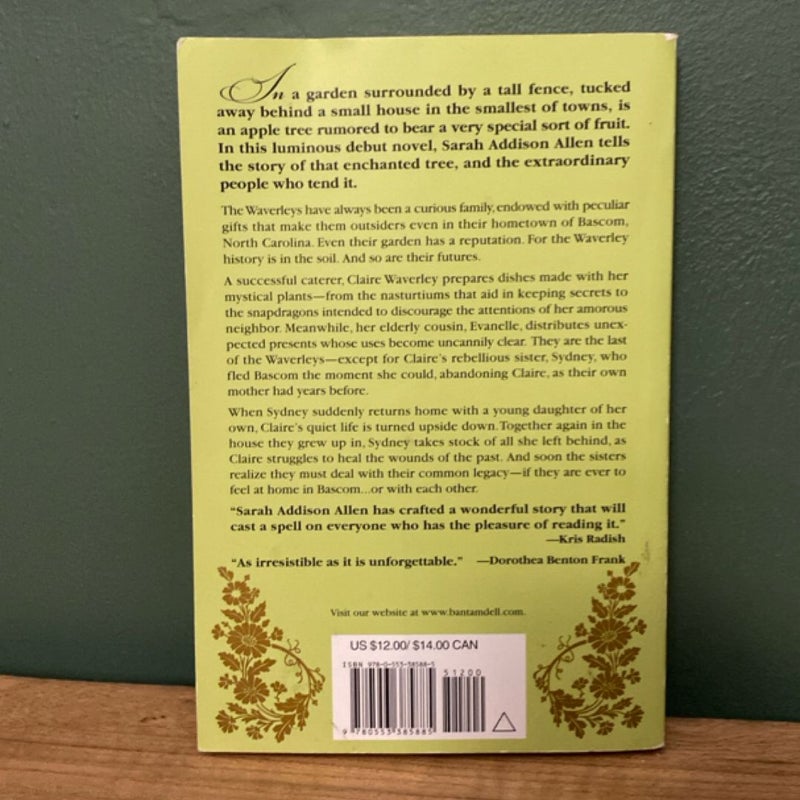 In a garden surrounded by a tall fence, tucked
away behind a small house in the smallest of towns, is
an apple tree rumored to bear a very special sort of fruit.
In this luminous debut novel, Sarah Addison Allen tells
the story of that enchanted tree, and the extraordinary
people who tend it.
The Waverleys have always been a curious family, endowed with peculiar
gifts that make them outsiders even in their hometown of Bascom,
North Carolina. Even their garden has a reputation. For the Waverley
history is in the soil. And so are their futures.
A successful caterer, Claire Waverley prepares dishes made with her
mystical plants—from the nasturtiums that aid in keeping secrets to
the snapdragons intended to discourage the attentions of her amorous
neighbor. Meanwhile, her elderly cousin, Evanelle, distributes unex-
pected presents whose uses become uncannily clear. They are the last
of the Waverleys—except for Claire's rebellious sister, Sydney, who
fled Bascom the moment she could, abandoning Claire, as their own
mother had years before.
When Sydney suddenly returns home with a young daughter of her
own, Claire's quiet life is turned upside down. Together again in the
house they grew up in, Sydney takes stock of all she left behind, as
Claire struggles to heal the wounds of the past. And soon the sisters
realize they must deal with their common legacy—if they are ever to
feel at home in Bascom...or with each other.
"Sarah Addison Allen has crafted a wonderful story that will
cast a spell on everyone who has the pleasure of reading it."
—Kris Radish
"As irresistible as it is unforgettable." —Dorothea Benton Frank
Visit our website at www.bantamdell.com.
US $12.00/ $14.00 CAN
ISBN 978-0-553-38588-5
51200
9 780553 385885